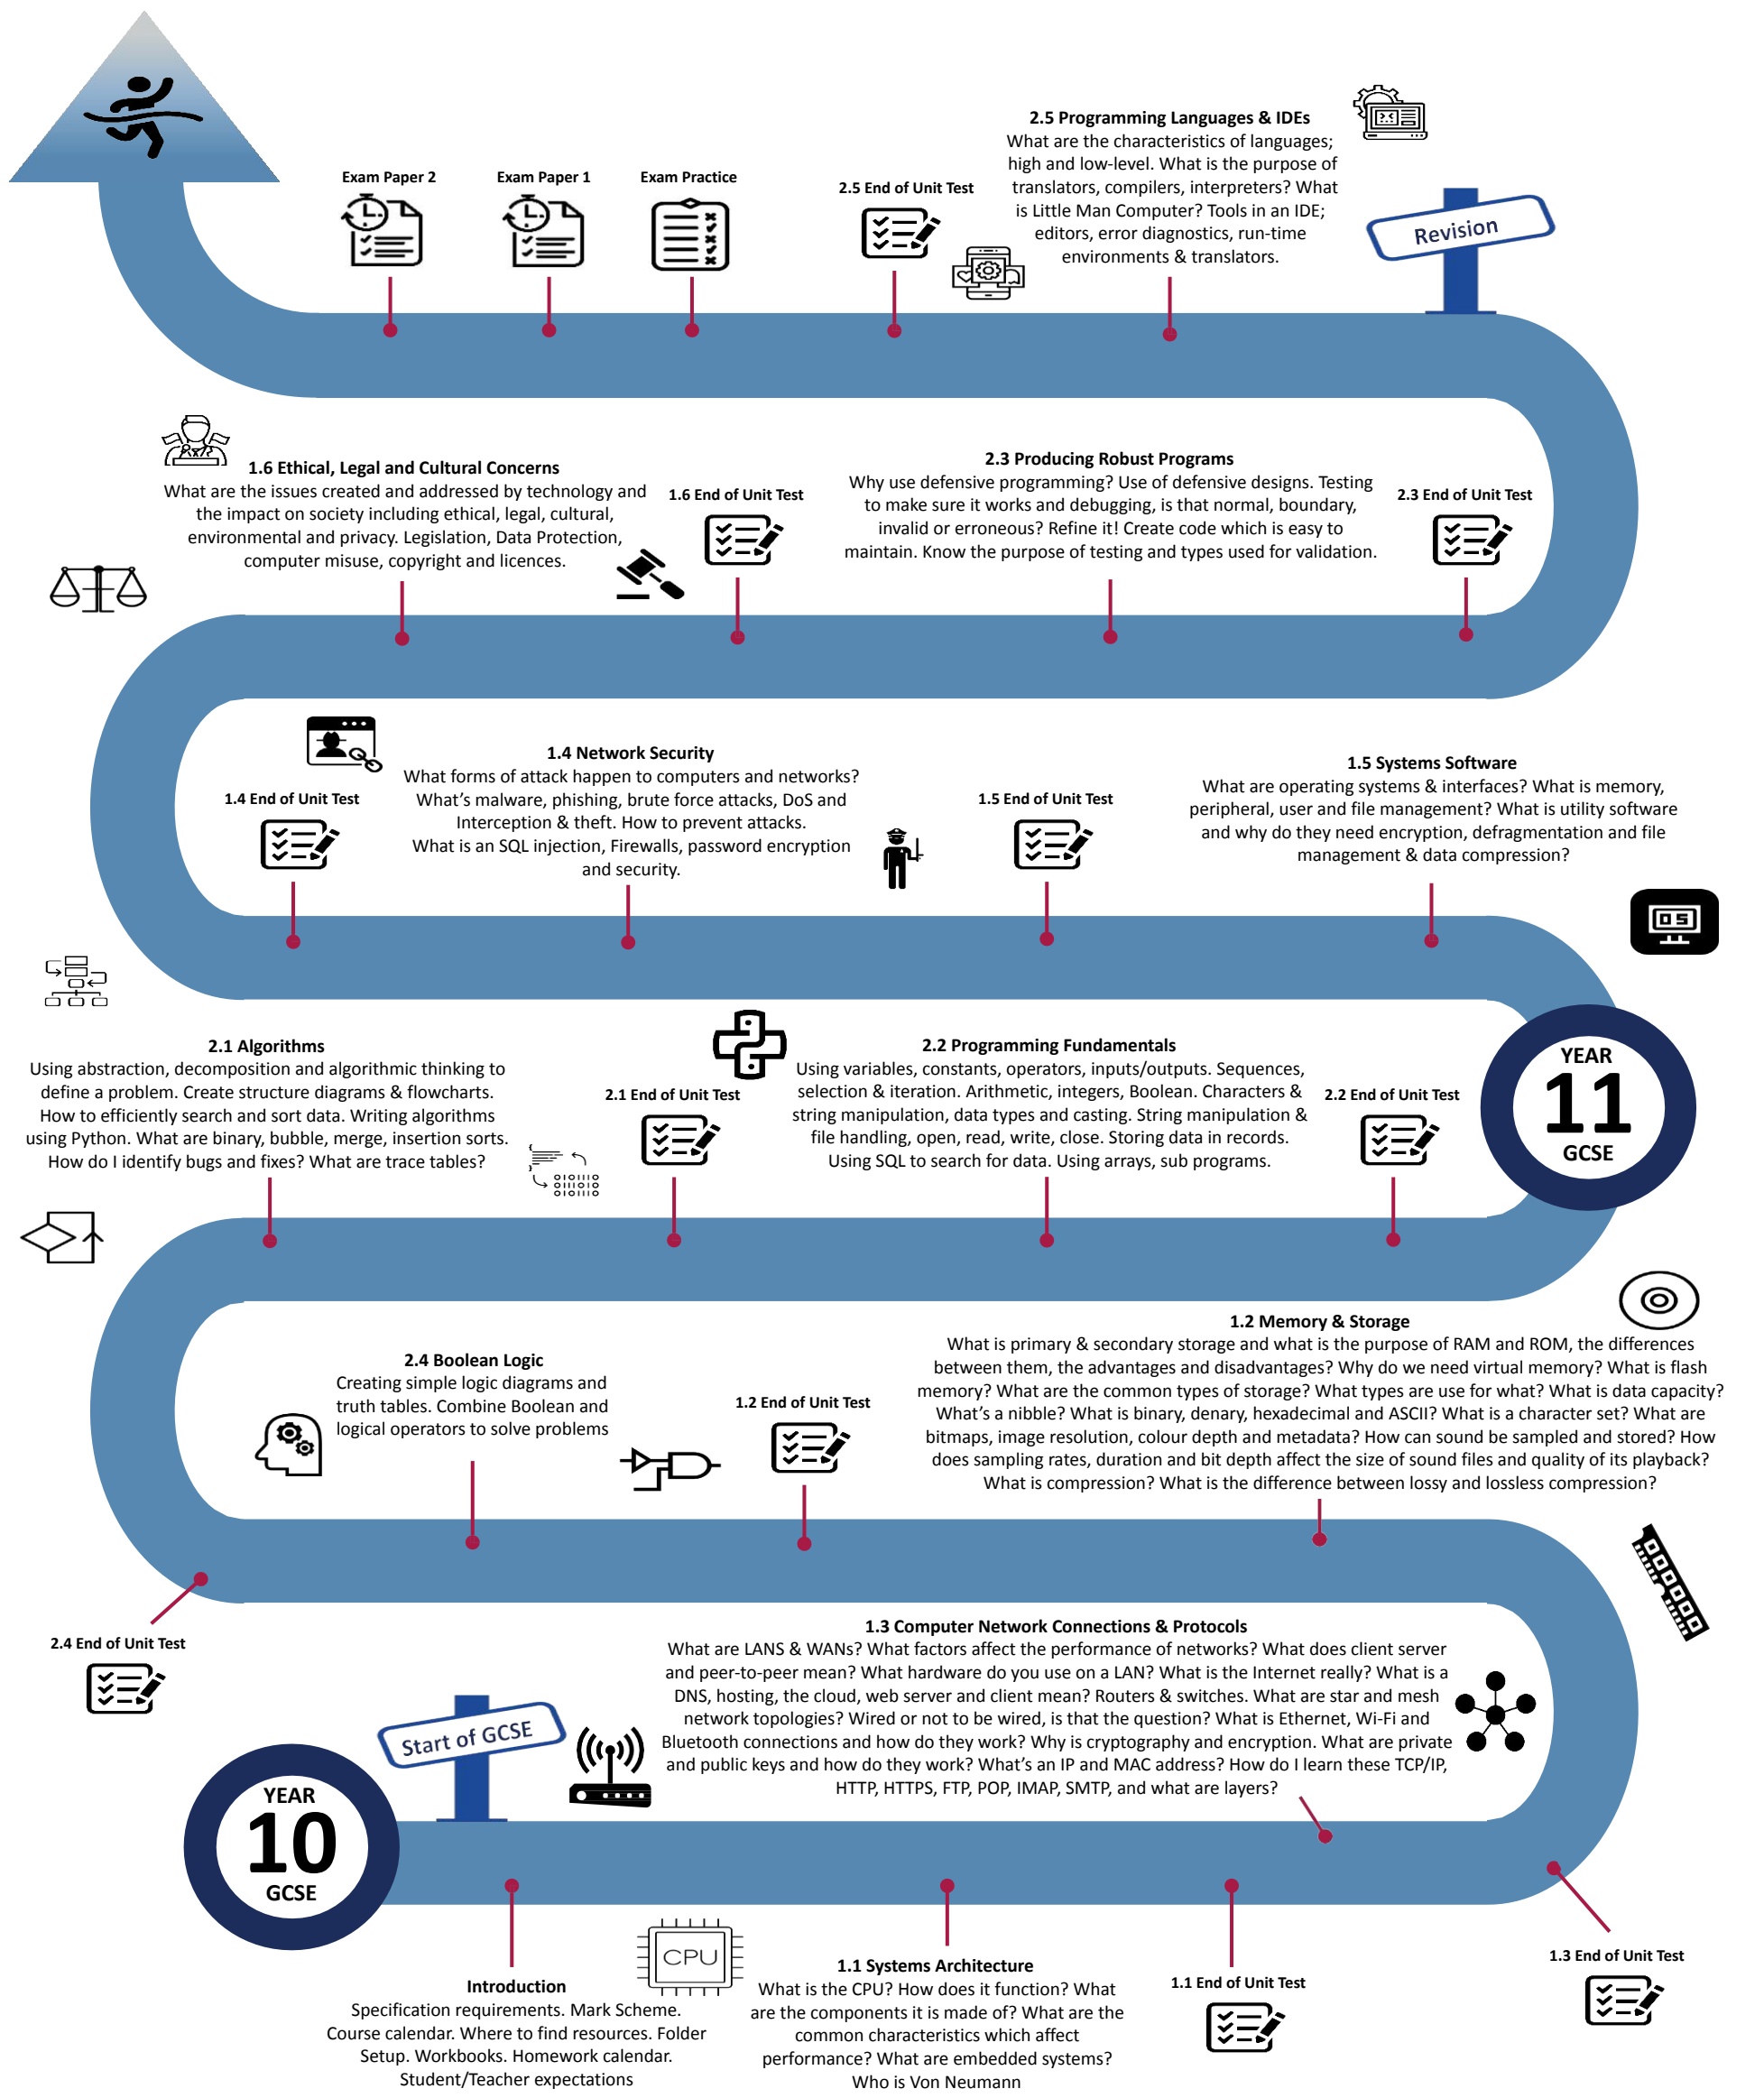 Exam Paper 2
Exam Paper 1
Exam Practice
2.5 End of Unit Test
2.5 Programming Languages & IDEs
What are the characteristics of languages;
high and low-level. What is the purpose of
translators, compilers, interpreters? What
is Little Man Computer? Tools in an IDE;
editors, error diagnostics, run-time
environments & translators.
Revision
1.6 Ethical, Legal and Cultural Concerns
What are the issues created and addressed by technology and
the impact on society including ethical, legal, cultural,
environmental and privacy. Legislation, Data Protection,
computer misuse, copyright and licences.
1.6 End of Unit Test
2.3 Producing Robust Programs
Why use defensive programming? Use of defensive designs. Testing
to make sure it works and debugging, is that normal, boundary,
invalid or erroneous? Refine it! Create code which is easy to
maintain. Know the purpose of testing and types used for validation.
2.3 End of Unit Test
1.4 End of Unit Test
1.4 Network Security
What forms of attack happen to computers and networks?
What's malware, phishing, brute force attacks, DoS and
Interception & theft. How to prevent attacks.
What is an SQL injection, Firewalls, password encryption
and security.
1.5 End of Unit Test
1.5 Systems Software
What are operating systems & interfaces? What is memory,
peripheral, user and file management? What is utility software
and why do they need encryption, defragmentation and file
management & data compression?
OS
2.1 Algorithms
Using abstraction, decomposition and algorithmic thinking to
define a problem. Create structure diagrams & flowcharts.
How to efficiently search and sort data. Writing algorithms
using Python. What are binary, bubble, merge, insertion sorts.
How do I identify bugs and fixes? What are trace tables?
010110
010110
010110
2.1 End of Unit Test
2.2 Programming Fundamentals
Using variables, constants, operators, inputs/outputs. Sequences,
selection & iteration. Arithmetic, integers, Boolean. Characters &
string manipulation, data types and casting. String manipulation &
file handling, open, read, write, close. Storing data in records.
Using SQL to search for data. Using arrays, sub programs.
2.2 End of Unit Test
YEAR
11
GCSE
2.4 Boolean Logic
Creating simple logic diagrams and
truth tables. Combine Boolean and
logical operators to solve problems
1.2 End of Unit Test
1.2 Memory & Storage
What is primary & secondary storage and what is the purpose of RAM and ROM, the differences
between them, the advantages and disadvantages? Why do we need virtual memory? What is flash
memory? What are the common types of storage? What types are use for what? What is data capacity?
What's a nibble? What is binary, denary, hexadecimal and ASCII? What is a character set? What are
bitmaps, image resolution, colour depth and metadata? How can sound be sampled and stored? How
does sampling rates, duration and bit depth affect the size of sound files and quality of its playback?
What is compression? What is the difference between lossy and lossless compression?
2.4 End of Unit Test
1.3 Computer Network Connections & Protocols
What are LANS & WANs? What factors affect the performance of networks? What does client server
and peer-to-peer mean? What hardware do you use on a LAN? What is the Internet really? What is a
DNS, hosting, the cloud, web server and client mean? Routers & switches. What are star and mesh
network topologies? Wired or not to be wired, is that the question? What is Ethernet, Wi-Fi and
Bluetooth connections and how do they work? Why is cryptography and encryption. What are private
and public keys and how do they work? What's an IP and MAC address? How do I learn these TCP/IP,
HTTP, HTTPS, FTP, POP, IMAP, SMTP, and what are layers?
Start of GCSE
YEAR
10
GCSE
Introduction
Specification requirements. Mark Scheme.
Course calendar. Where to find resources. Folder
Setup. Workbooks. Homework calendar.
Student/Teacher expectations
CPU
1.1 Systems Architecture
What is the CPU? How does it function? What
are the components it is made of? What are the
common characteristics which affect
performance? What are embedded systems?
Who is Von Neumann
1.1 End of Unit Test
1.3 End of Unit Test